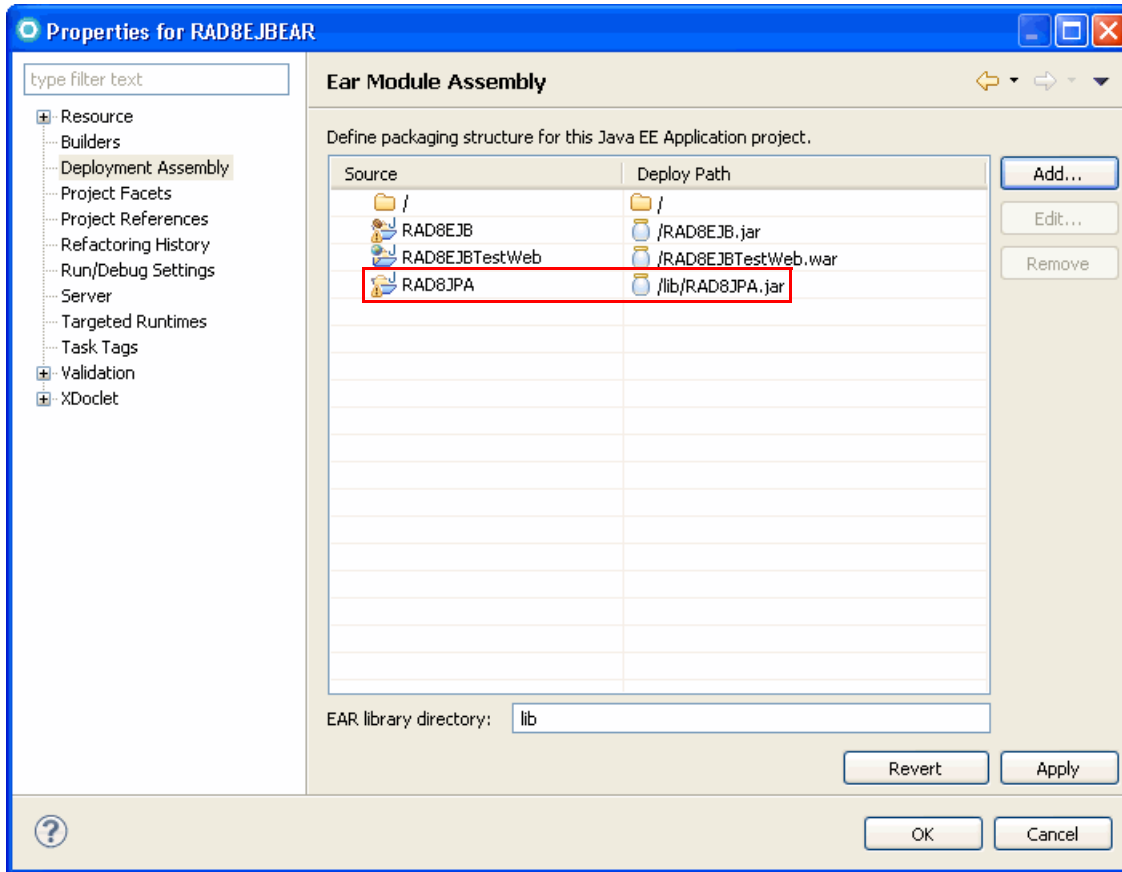 Properties for RAD8EJBEAR
type filter text
Resource
Builders
Deployment Assembly
Project Facets
Project References
Refactoring History
Run/Debug Settings
Server
Targeted Runtimes
Task Tags
Validation
XDoclet
Ear Module Assembly
Define packaging structure for this Java EE Application project.
Source Deploy Path
/ /
RAD8EJB /RAD8EJB.jar
RAD8EJBTestWeb /RAD8EJBTestWeb.war
RAD8JPA /lib/RAD8JPA.jar
Add...
Edit...
Remove
EAR library directory: lib
Revert Apply
OK Cancel